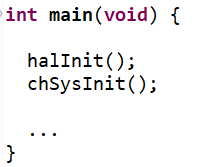 int main(void) {
halInit();
chSysInit();
...
}